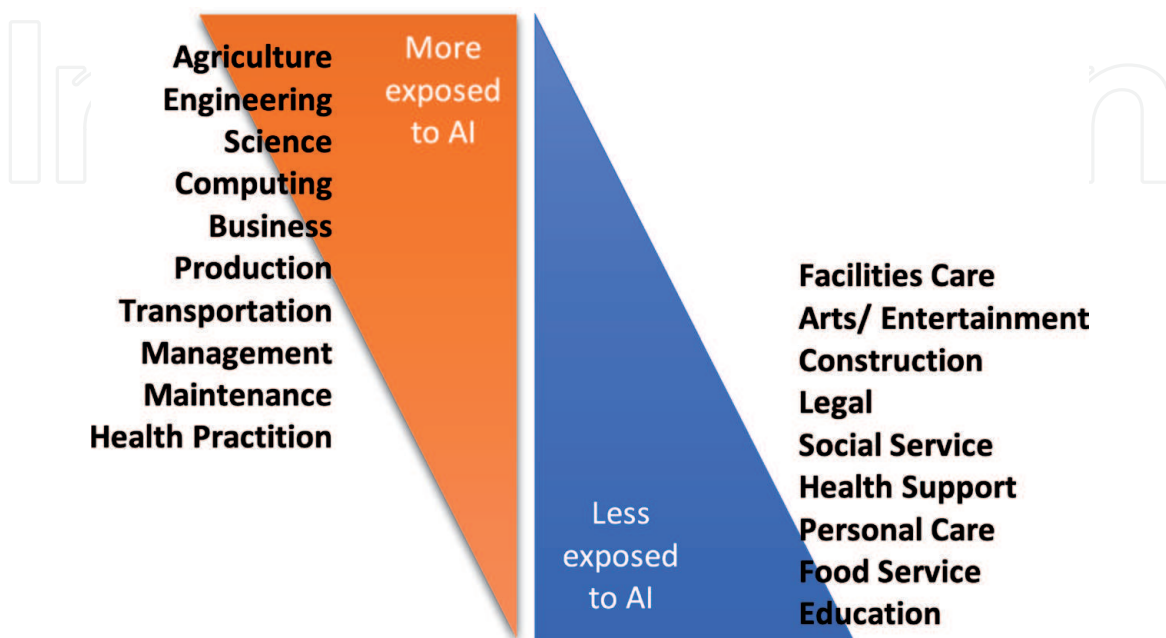 Agriculture
Engineering
Science
Computing
Business
Production
Transportation
Management
Maintenance
Health Practition
More
exposed
to AI
Less
exposed
to AI
Facilities Care
Arts/ Entertainment
Construction
Legal
Social Service
Health Support
Personal Care
Food Service
Education